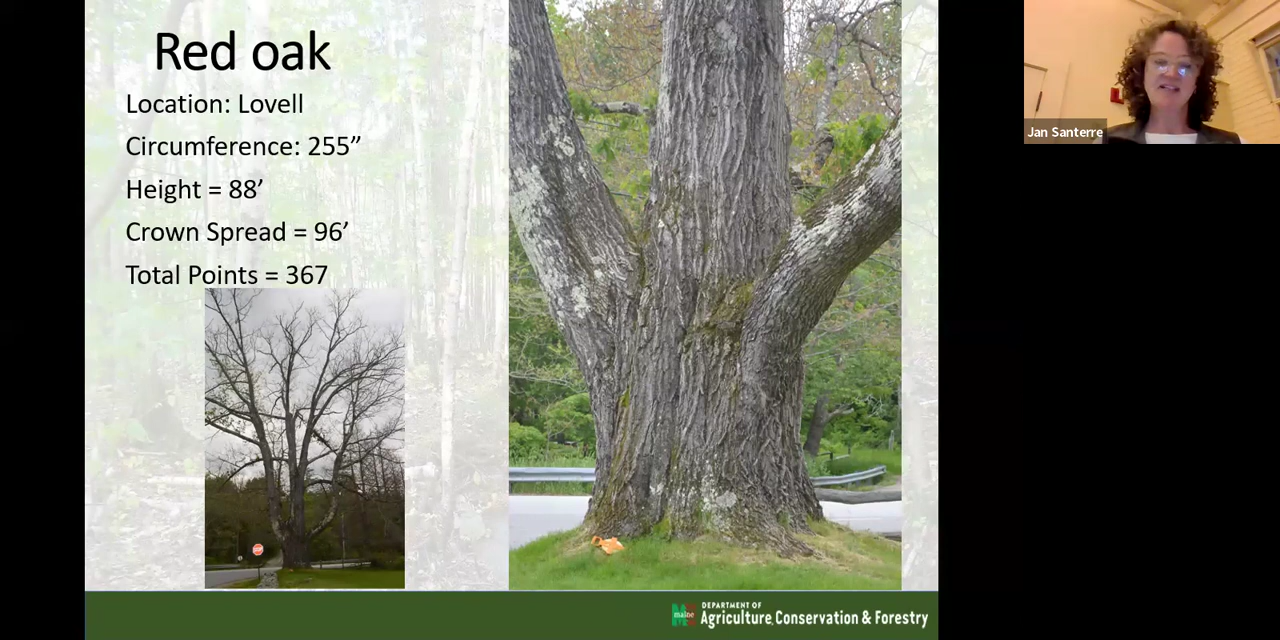 Red oak
Location: Lovell
Circumference: 255”
Height = 88’
Crown Spread = 96’
Total Points = 367
Jan Santerre
STOP
maine
DEPARTMENT OF
Agriculture, Conservation & Forestry